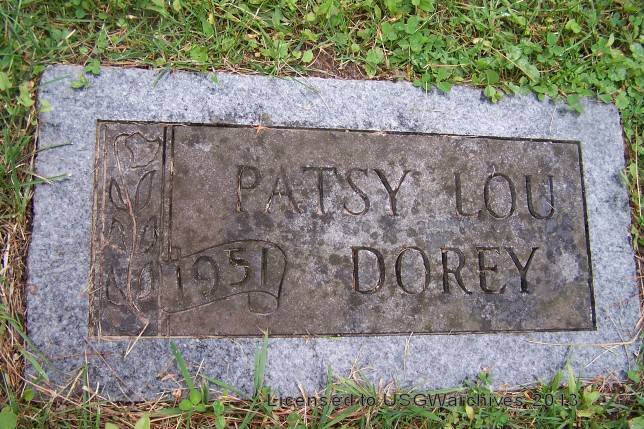 PATSY LOU
1951 DOREY
Licensed to USGWarchives 2013